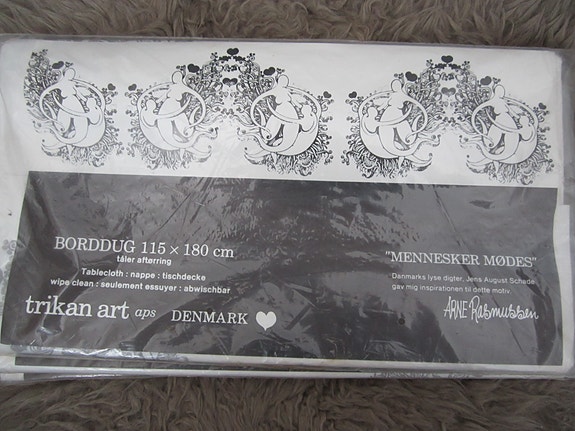 BORDDUG 115 × 180 cm
tåler aftørring
Tablecloth : nappe : tischdecke
wipe clean : seulement essuyer : abwischbar
trikan art aps DENMARK
"MENNESKER MØDES"
Danmarks lyse digter, Jens August Schade
gav mig inspirationen til dette motiv.
ARNE Rasmussen